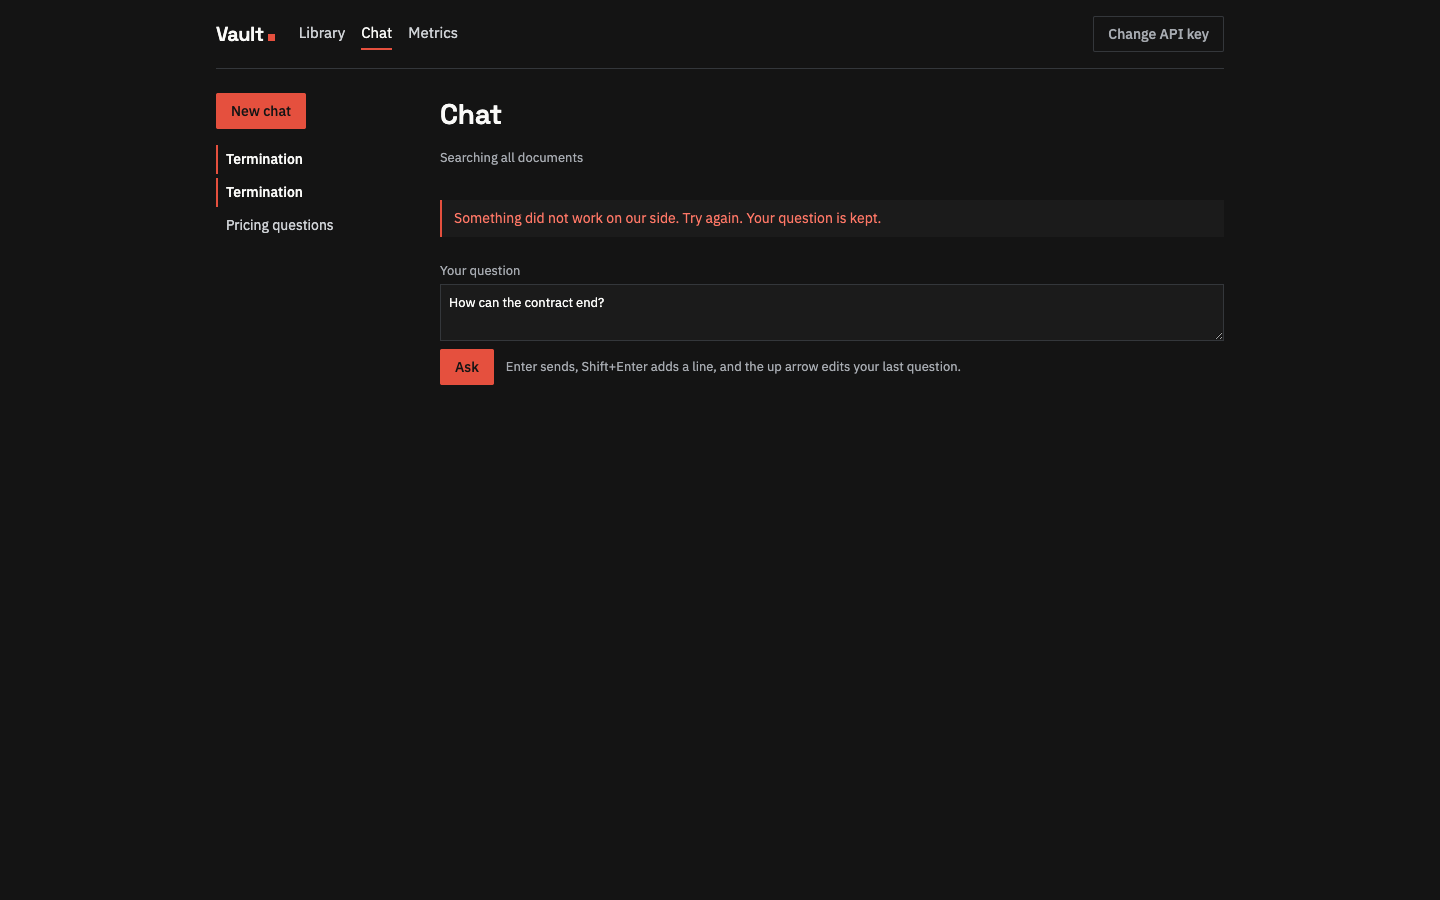 Vault
Library
Chat
Metrics
Change API key
New chat
Termination
Termination
Pricing questions
Chat
Searching all documents
Something did not work on our side. Try again. Your question is kept.
Your question
How can the contract end?
Ask
Enter sends, Shift+Enter adds a line, and the up arrow edits your last question.